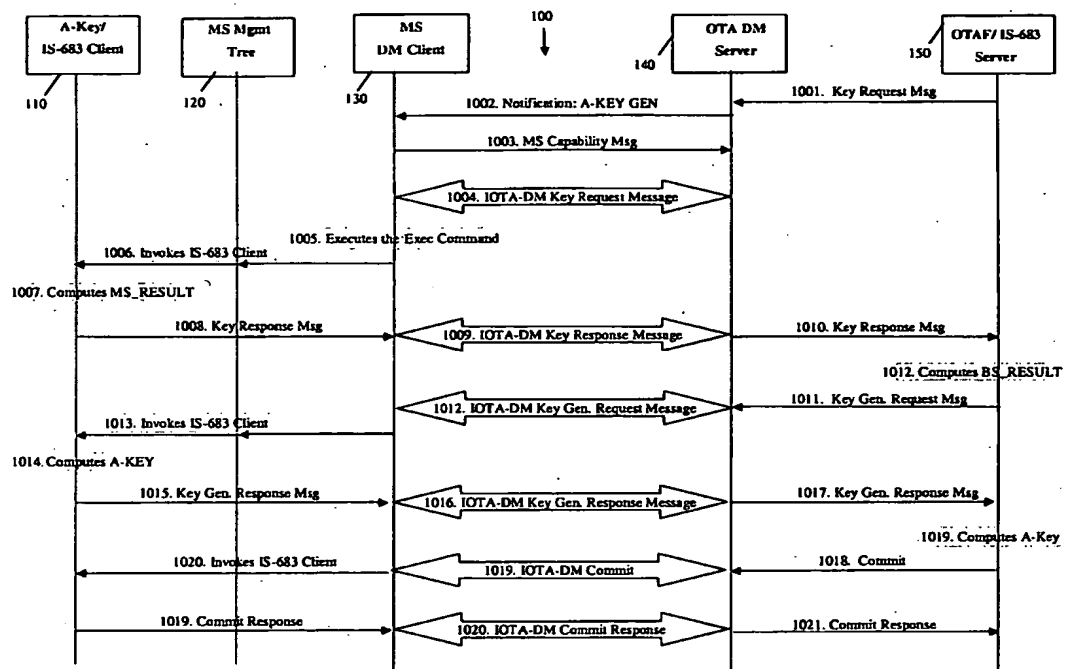 A-Key/
IS-683 Client
MS Mgmt
Tree
MS
DM Client
100
OTA DM
Server
OTAF/ IS-683
Server
110
120
130
140
150
1001. Key Request Msg
1002. Notification: A-KEY GEN
1003. MS Capability Msg
1004. IOTA-DM Key Request Message
1005. Executes the Exec Command
1006. Invokes IS-683 Client
1007. Computes MS_RESULT
1008. Key Response Msg
1009. IOTA-DM Key Response Message
1010. Key Response Msg
1012. Computes BS_RESULT
1012. IOTA-DM Key Gen. Request Message
1011. Key Gen. Request Msg
1013. Invokes IS-683 Client
1014. Computes A-KEY
1015. Key Gen. Response Msg
1016. IOTA-DM Key Gen. Response Message
1017. Key Gen. Response Msg
1019. Computes A-Key
1020. Invokes IS-683 Client
1019. IOTA-DM Commit
1018. Commit
1019. Commit Response
1020. IOTA-DM Commit Response
1021. Commit Response